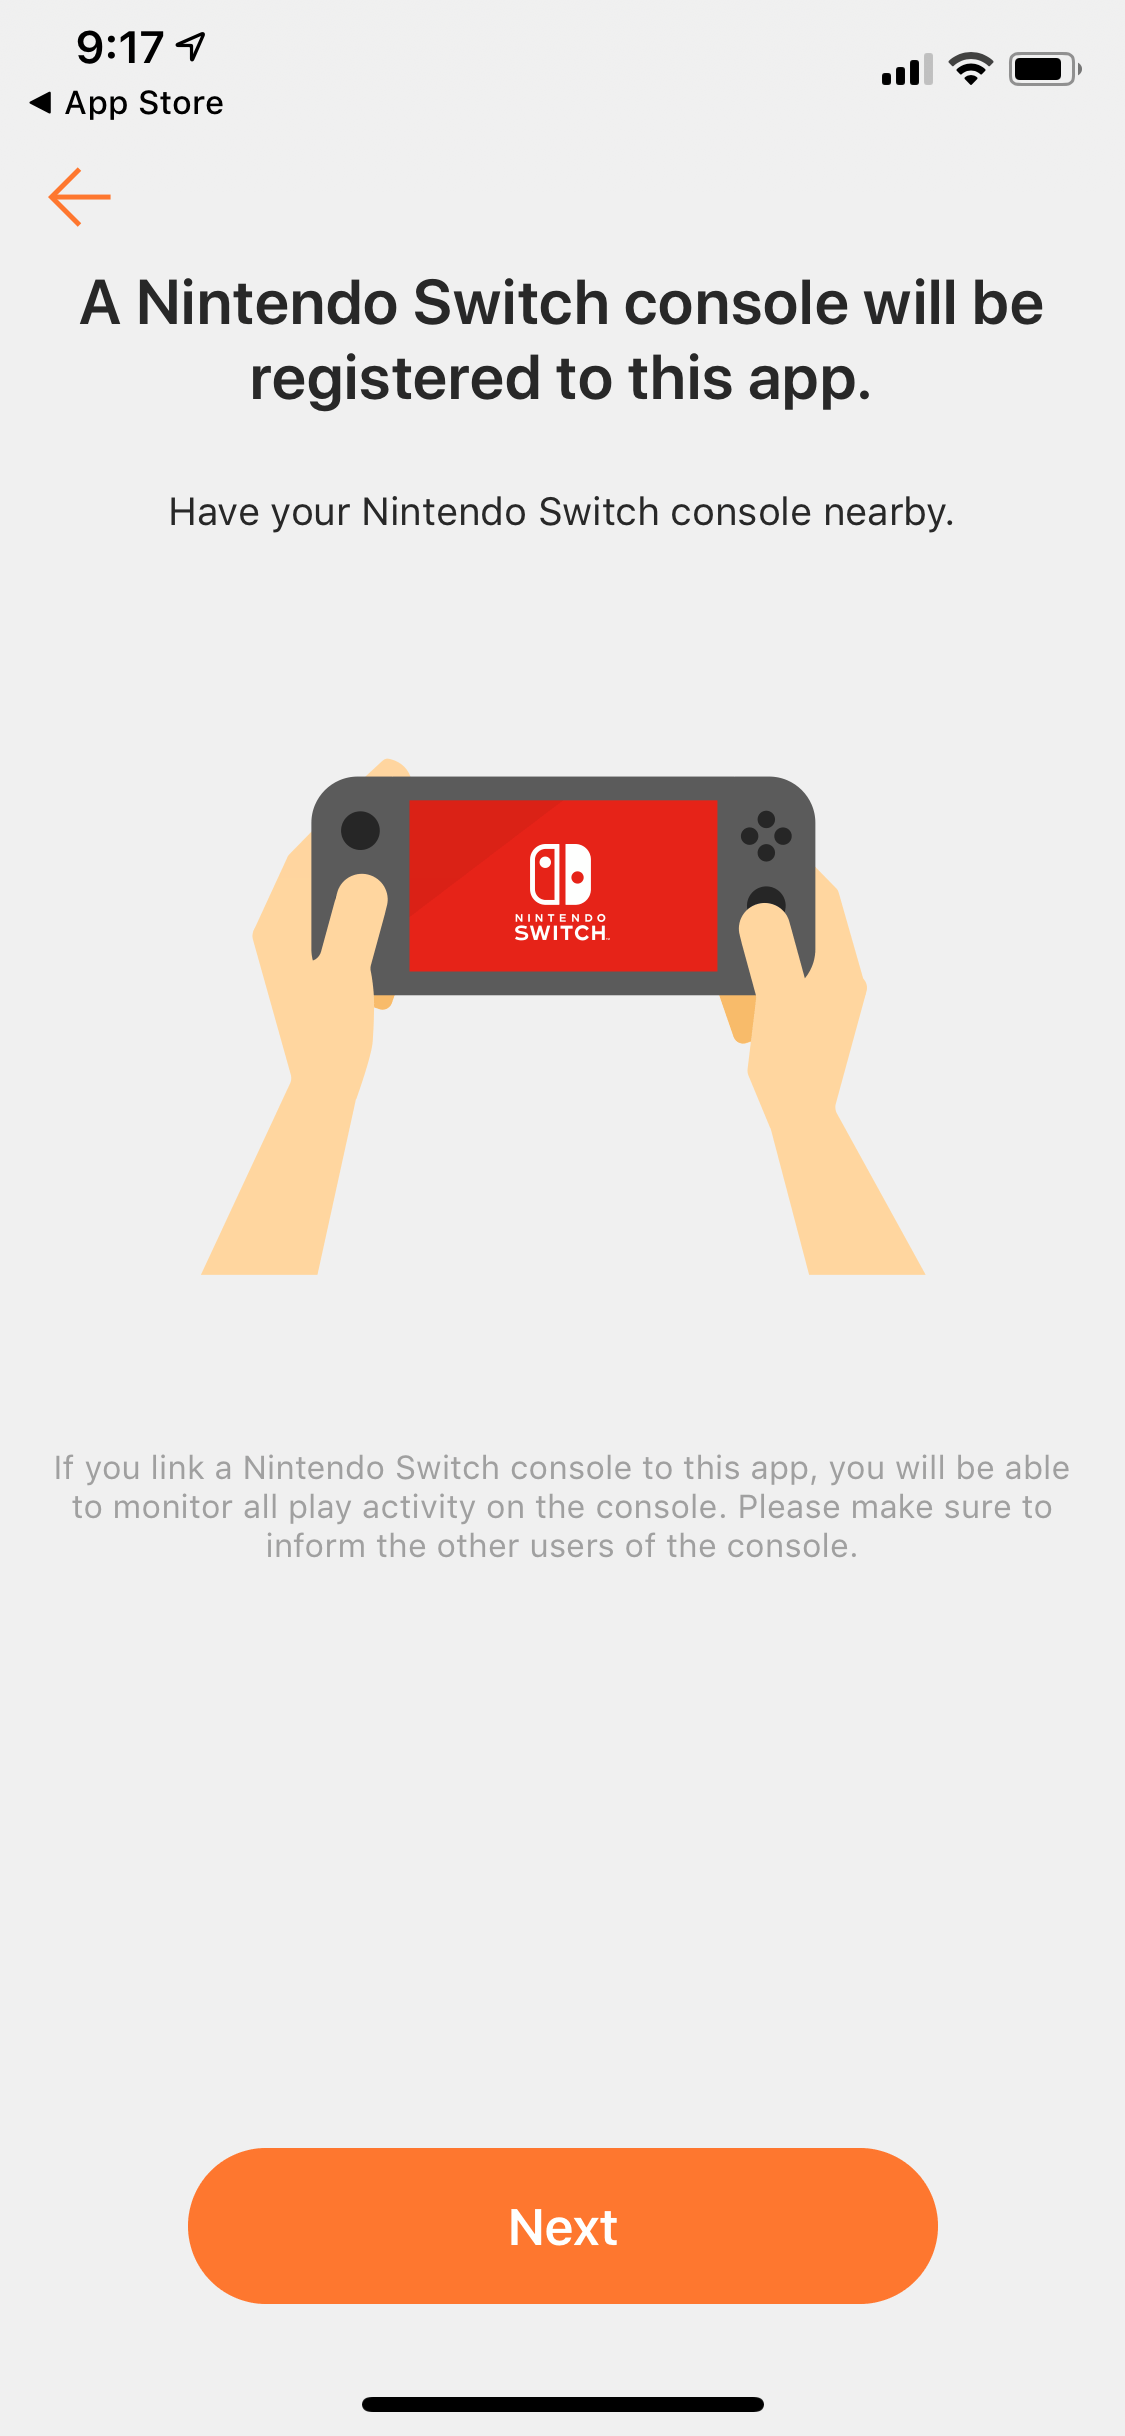 9:17
App Store
A Nintendo Switch console will be
registered to this app.
Have your Nintendo Switch console nearby.
NINTENDO
SWITCH
If you link a Nintendo Switch console to this app, you will be able
to monitor all play activity on the console. Please make sure to
inform the other users of the console.
Next